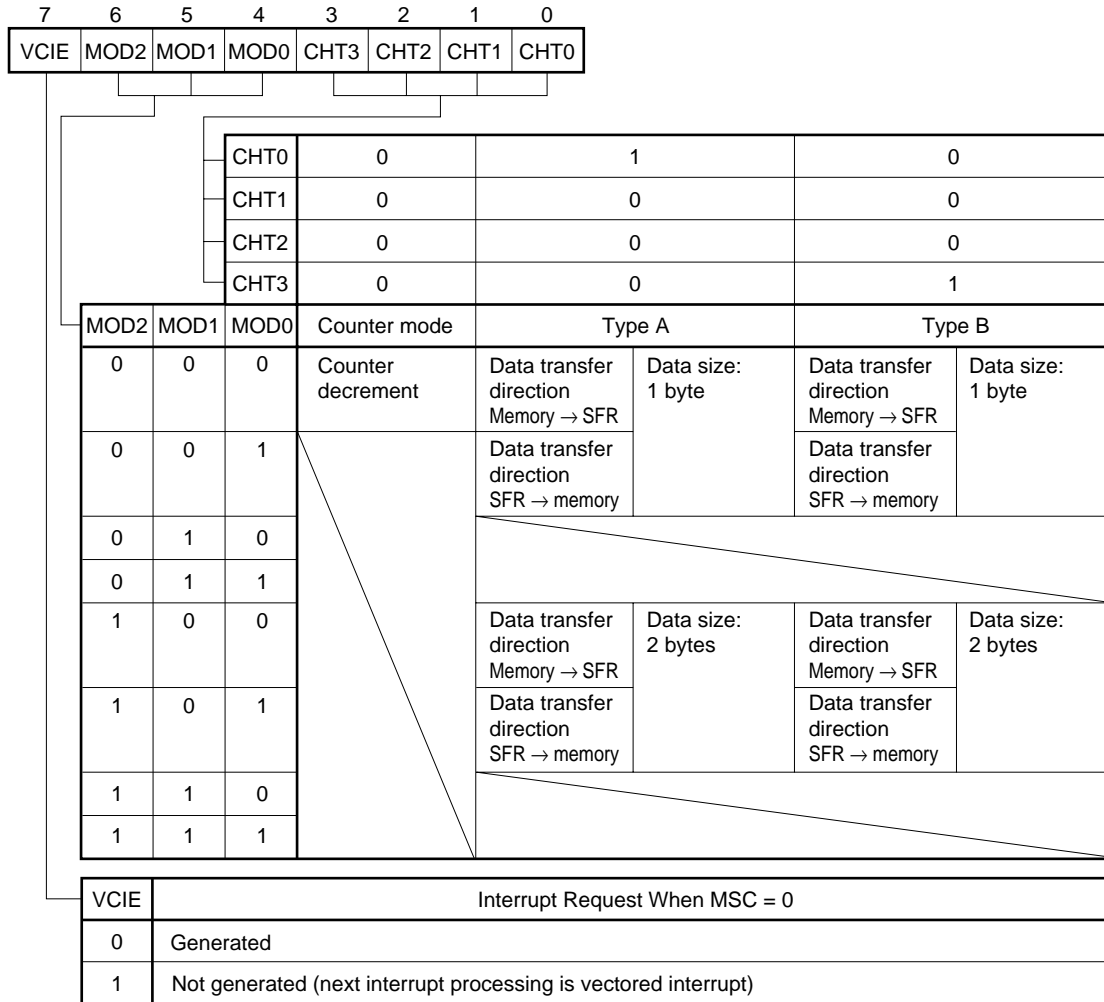 7 6 5 4 3 2 1 0
VCIE MOD2 MOD1 MOD0 CHT3 CHT2 CHT1 CHT0
CHT0 0 1 0
CHT1 0 0 0
CHT2 0 0 0
CHT3 0 0 1
MOD2 MOD1 MOD0 Counter mode Type A Type B
0 0 0 Counter Data transfer Data size: Data transfer Data size:
decrement direction 1 byte direction 1 byte
Memory → SFR Memory → SFR
0 0 1 Data transfer Data transfer
direction direction
SFR → memory SFR → memory
0 1 0
0 1 1
1 0 0 Data transfer Data size: Data transfer Data size:
direction 2 bytes direction 2 bytes
Memory → SFR Memory → SFR
1 0 1 Data transfer Data transfer
direction direction
SFR → memory SFR → memory
1 1 0
1 1 1
VCIE Interrupt Request When MSC = 0
0 Generated
1 Not generated (next interrupt processing is vectored interrupt)